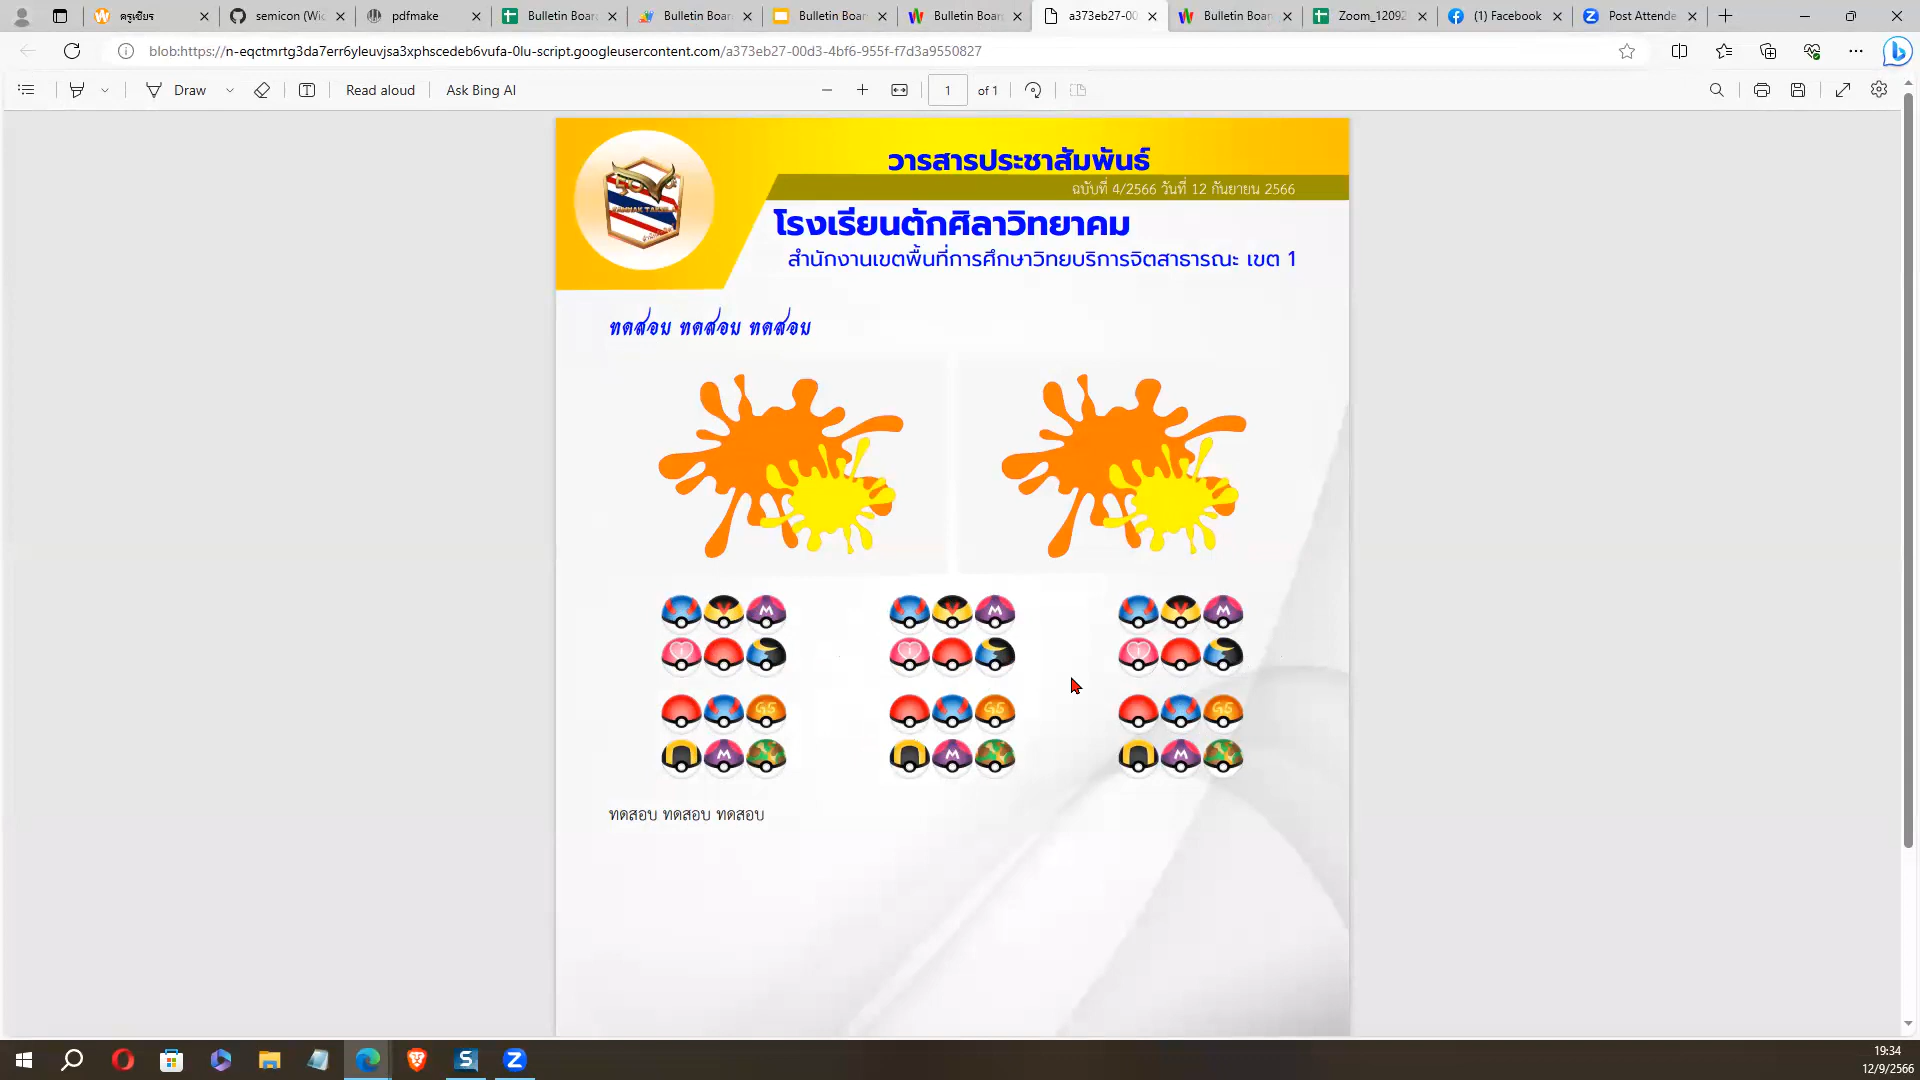 ครูเซียร
semicon (Wic
pdfmake
Bulletin Boar
Bulletin Boar
Bulletin Boar
Bulletin Boar
a373eb27-00
Bulletin Boar
Zoom_12092
(1) Facebook
Post Attende
blob:https://n-eqctmrtg3da7err6yleuvjsa3xphscedeb6vufa-0lu-script.googleusercontent.com/a373eb27-00d3-4bf6-955f-f7d3a9550827
Draw
Read aloud
Ask Bing AI
1
of 1
วารสารประชาสัมพันธ์
ฉบับที่ 4/2566 วันที่ 12 กันยายน 2566
โรงเรียนตักศิลาวิทยาคม
สำนักงานเขตพื้นที่การศึกษาวิทยบริการจิตสาธารณะ เขต 1
ทดสอบ ทดสอบ ทดสอบ
ทดสอบ ทดสอบ ทดสอบ
19:34
12/9/2566